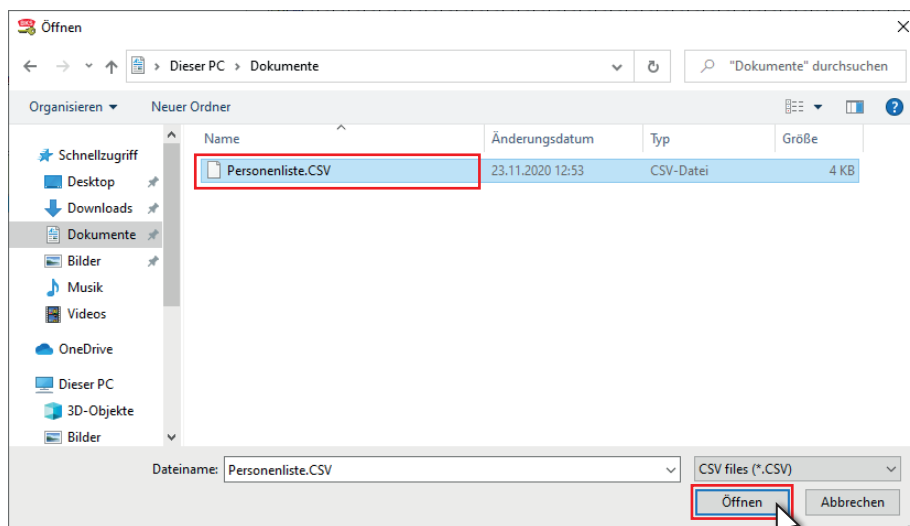 Öffnen
Dieser PC > Dokumente
"Dokumente" durchsuchen
Organisieren
Neuer Ordner
Name Änderungsdatum Typ Größe
Personenliste.CSV 23.11.2020 12:53 CSV-Datei 4 KB
Schnellzugriff
Desktop
Downloads
Dokumente
Bilder
Musik
Videos
OneDrive
Dieser PC
3D-Objekte
Bilder
Dateiname: Personenliste.CSV CSV files (*.CSV)
Öffnen Abbrechen